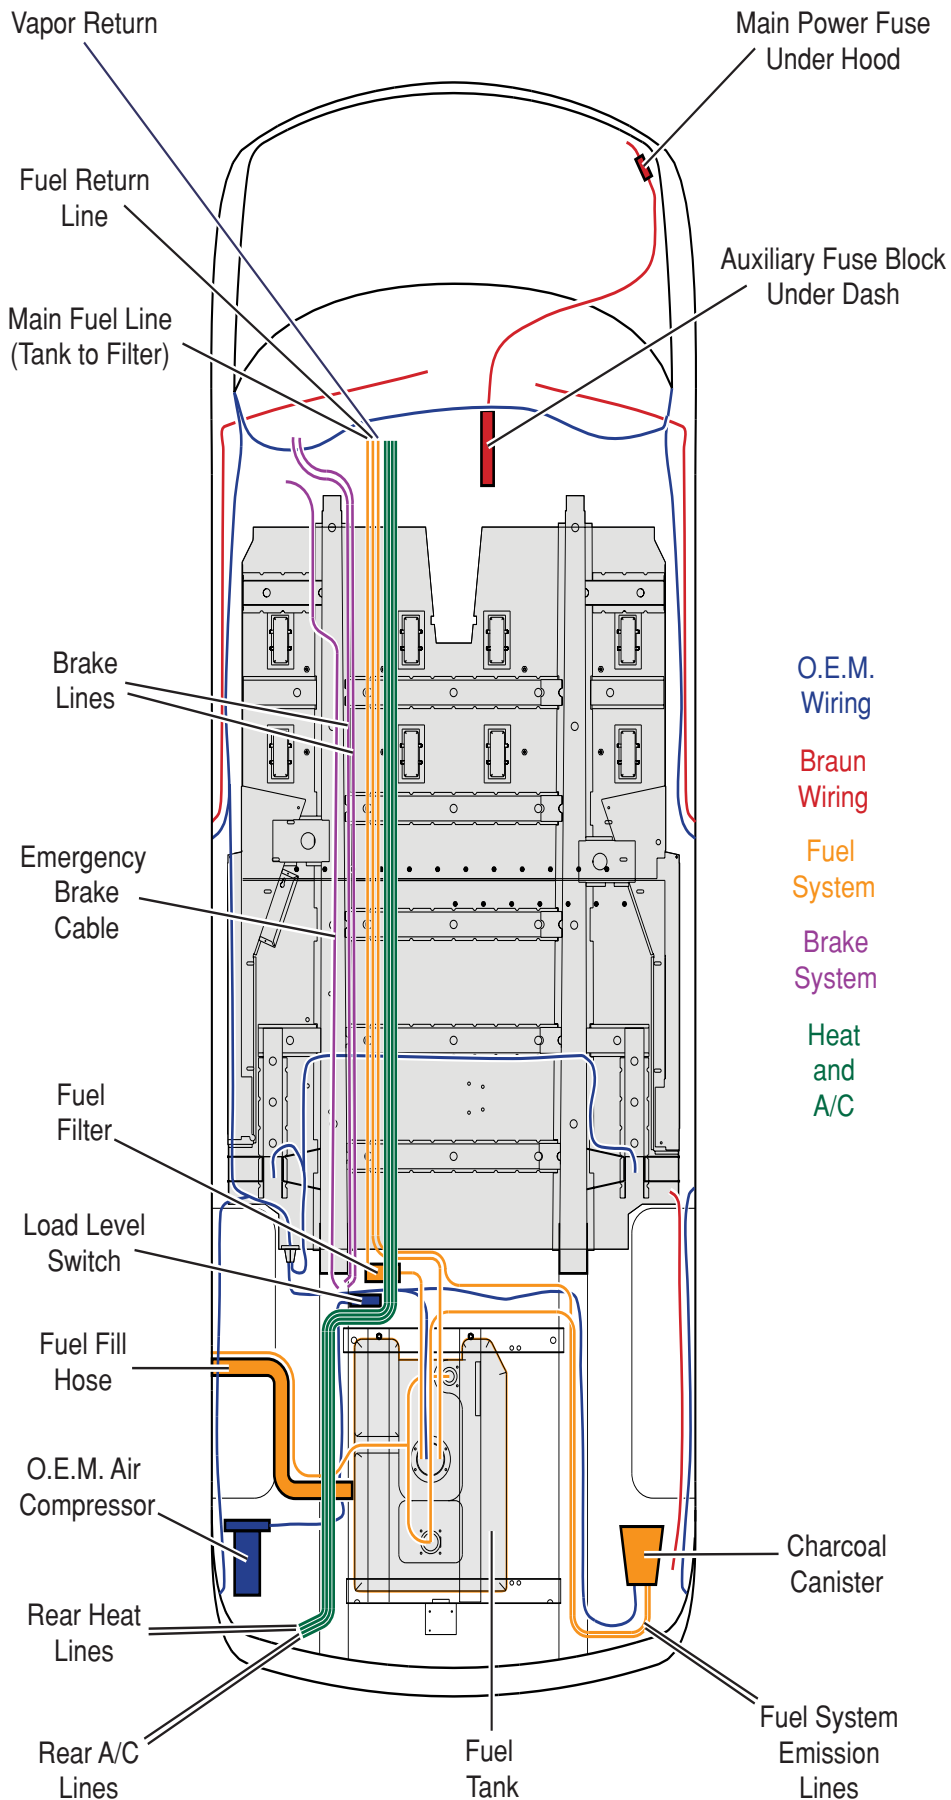 Vapor Return
Main Power Fuse
Under Hood
Fuel Return
Line
Auxiliary Fuse Block
Under Dash
Main Fuel Line
(Tank to Filter)
Brake
Lines
O.E.M.
Wiring
Braun
Wiring
Fuel
System
Emergency
Brake
Cable
Brake
System
Heat
and
A/C
Fuel
Filter
Load Level
Switch
Fuel Fill
Hose
O.E.M. Air
Compressor
Charcoal
Canister
Rear Heat
Lines
Rear A/C
Lines
Fuel
Tank
Fuel System
Emission
Lines